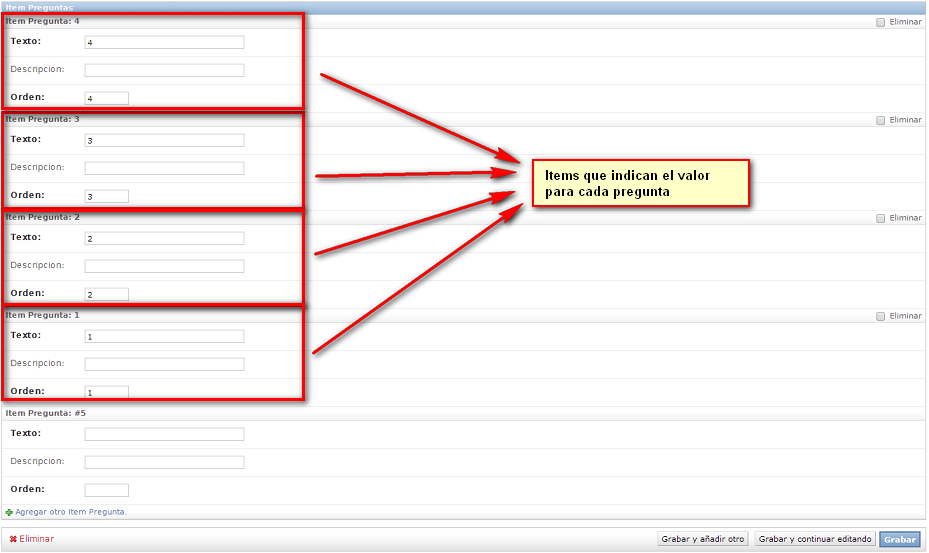 Item Preguntas
Item Pregunta: 4
Eliminar
Texto:
4
Descripcion:
Orden:
4
Item Pregunta: 3
Eliminar
Texto:
3
Descripcion:
Orden:
3
Items que indican el valor
para cada pregunta
Item Pregunta: 2
Eliminar
Texto:
2
Descripcion:
Orden:
2
Item Pregunta: 1
Eliminar
Texto:
1
Descripcion:
Orden:
1
Item Pregunta: #5
Texto:
Descripcion:
Orden:
Agregar otro Item Pregunta.
Eliminar
Grabar y añadir otro
Grabar y continuar editando
Grabar